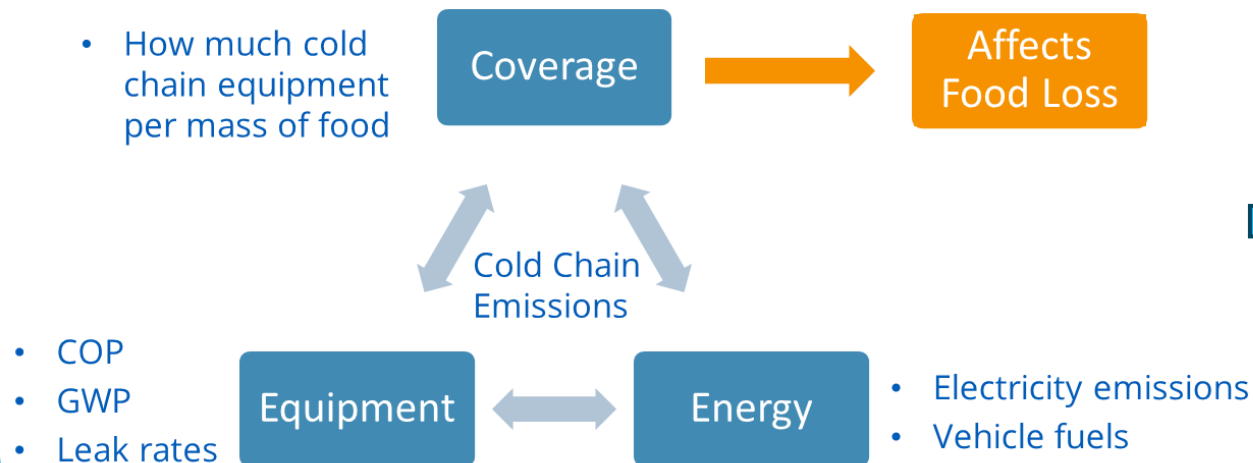 • How much cold
chain equipment
per mass of food
Coverage
Affects
Food Loss
Cold Chain
Emissions
• COP
• GWP
• Leak rates
Equipment
Energy
• Electricity emissions
• Vehicle fuels